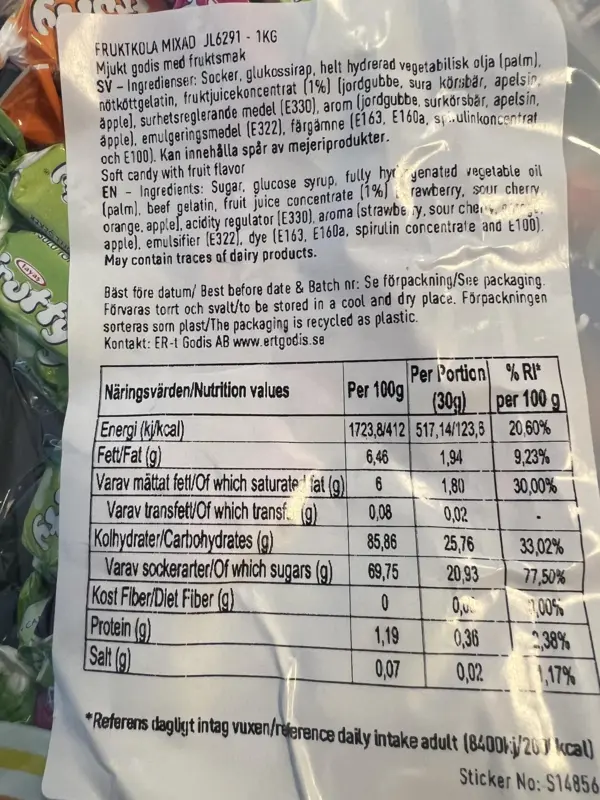 FRUKTKOLA MIXAD JL6291 - 1KG
Mjukt godis med fruktsmak
SV – Ingredienser: Socker, glukossirap, helt hydrerad vegetabilisk olja (palm),
nötköttgelatin, fruktjuicekoncentrat (1%) (jordgubbe, sura körsbär, apelsin,
äpple), surhetsreglerande medel (E330), arom (jordgubbe, surkörsbär, apelsin,
äpple), emulgeringsmedel (E322), färgämne (E163, E160a,
och E100). Kan innehålla spår av mejeriprodukter.
Soft candy with fruit flavor
EN - Ingredients: Sugar, glucose syrup, fully vegetable oil
(palm), beef gelatin, fruit juice concentrate (1%) sour cherry,
orange, apple), acidity regulator (E330), aroma (strawberry, sour
apple), emulsifier (E322), dye (E163, E160a, spirulin concentrate and E100).
May contain traces of dairy products.
Bäst före datum/ Best before date & Batch nr: Se förpackning/See packaging.
Förvaras torrt och svalt/to be stored in a cool and dry place. Förpackningen
sorteras som plast/The packaging is recycled as plastic.
Kontakt: ER-t Godis AB www.ertgodis.se
Näringsvärden/Nutrition values Per 100g Per Portion (30g) % RI* per 100 g
Energi (kj/kcal) 1723,8/412 517,14/123,6 20,60%
Fett/Fat (g) 6,46 1,94 9,23%
Varav mättat fett/Of which saturated fat (g) 6 1,80 30,00%
Varav transfett/Of which (g) 0,08 0,02 -
Kolhydrater/Carbohydrates (g) 85,86 25,76 33,02%
Varav sockerarter/Of which sugars (g) 69,75 20,93 77,50%
Kost Fiber/Diet Fiber (g) 0
Protein (g) 1,19 0,36 2,38%
Salt (g) 0,07 0,02 1,17%
*Referens dagligt intag vuxen/reference daily intake adult (8400kj/ kcal)
Sticker No: S14856
tayas
frutty